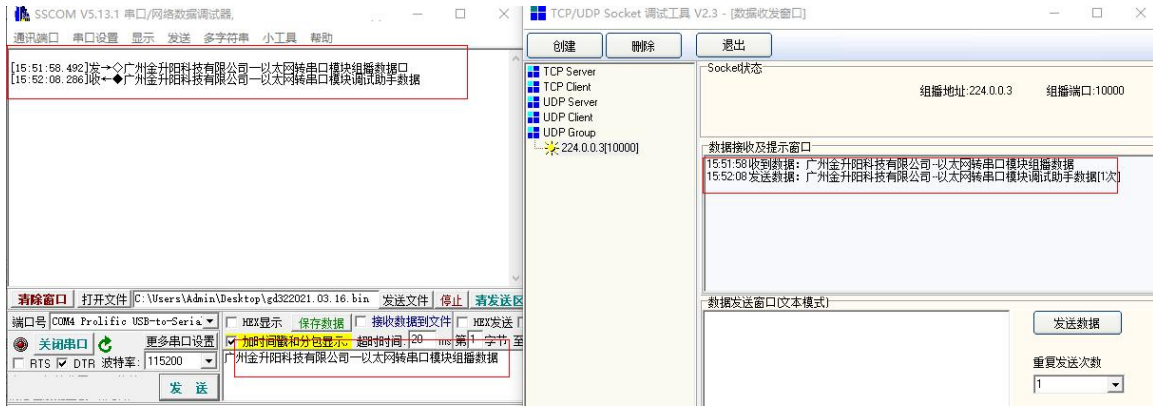 SSCOM V5.13.1 串口/网络数据调试器,
通讯端口 串口设置 显示 发送 多字符串 小工具 帮助
[15:51:58.492]发→◇广州金升阳科技有限公司—以太网转串口模块组播数据口
[15:52:08.286]收←◆广州金升阳科技有限公司—以太网转串口模块调试助手数据
清除窗口 打开文件 C:\Users\Admin\Desktop\gd322021.03.16.bin 发送文件 停止 清发送区
端口号 COM4 Prolific USB-to-Seria HEX显示 保存数据 接收数据到文件 HEX发送
关闭串口 更多串口设置 加时间戳和分包显示. 超时时间: 20 ms 第 1 字节 至
RTS DTR 波特率: 115200 广州金升阳科技有限公司—以太网转串口模块组播数据
发 送
TCP/UDP Socket 调试工具 V2.3 - [数据收发窗口]
创建 删除 退出
TCP Server
TCP Client
UDP Server
UDP Client
UDP Group
224.0.0.3[10000]
Socket状态
组播地址:224.0.0.3 组播端口:10000
数据接收及提示窗口
15:51:58 收到数据：广州金升阳科技有限公司--以太网转串口模块组播数据
15:52:08 发送数据：广州金升阳科技有限公司--以太网转串口模块调试助手数据[1次]
数据发送窗口(文本模式)
发送数据
重复发送次数
1